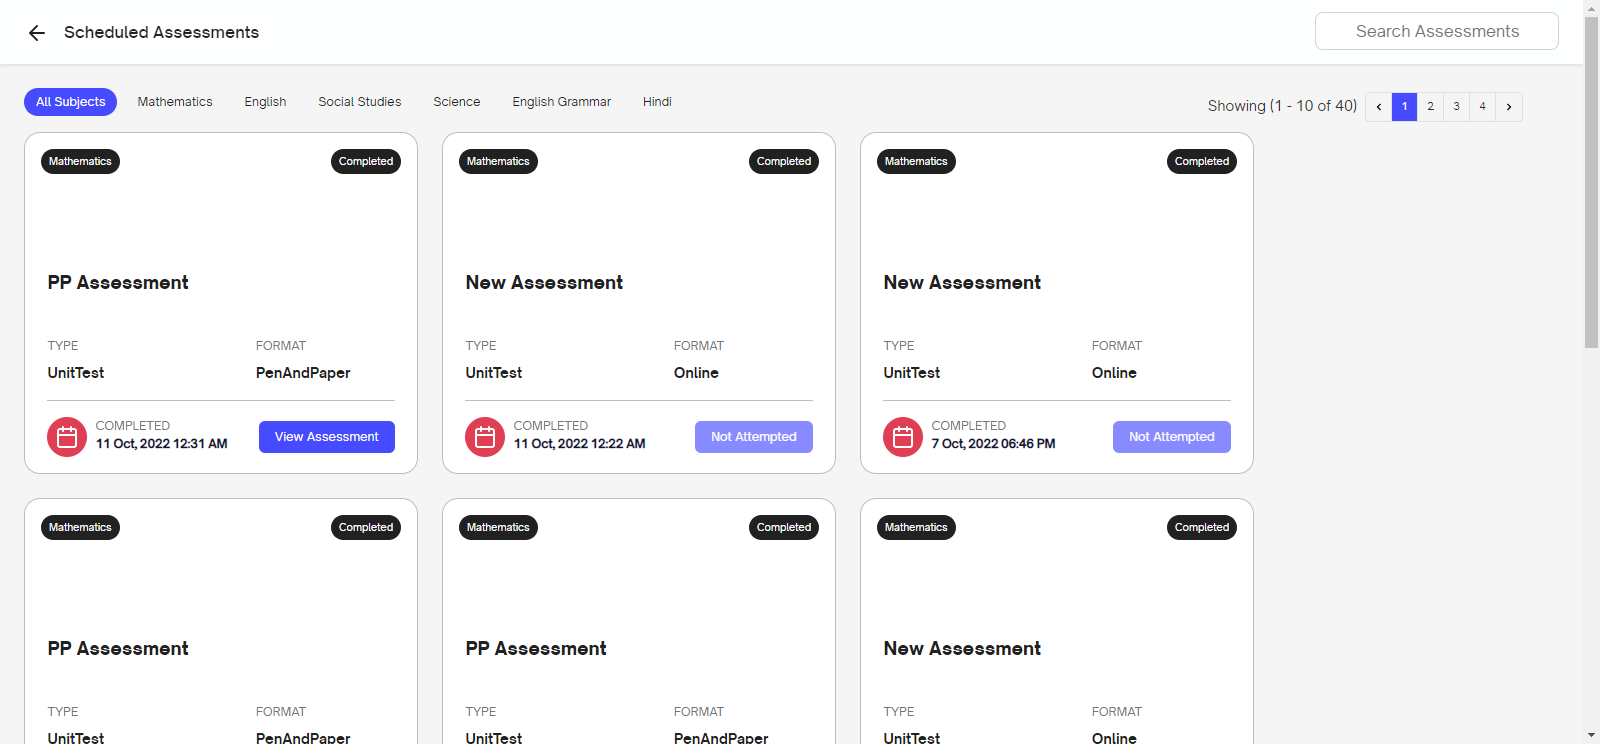 Scheduled Assessments
Search Assessments
All Subjects Mathematics English Social Studies Science English Grammar Hindi
Showing (1 - 10 of 40) ‹ 1 2 3 4 ›
Mathematics Completed
PP Assessment
TYPE FORMAT
UnitTest PenAndPaper
COMPLETED
11 Oct, 2022 12:31 AM
View Assessment
Mathematics Completed
New Assessment
TYPE FORMAT
UnitTest Online
COMPLETED
11 Oct, 2022 12:22 AM
Not Attempted
Mathematics Completed
New Assessment
TYPE FORMAT
UnitTest Online
COMPLETED
7 Oct, 2022 06:46 PM
Not Attempted
Mathematics Completed
PP Assessment
TYPE FORMAT
UnitTest PenAndPaper
Mathematics Completed
PP Assessment
TYPE FORMAT
UnitTest PenAndPaper
Mathematics Completed
New Assessment
TYPE FORMAT
UnitTest Online